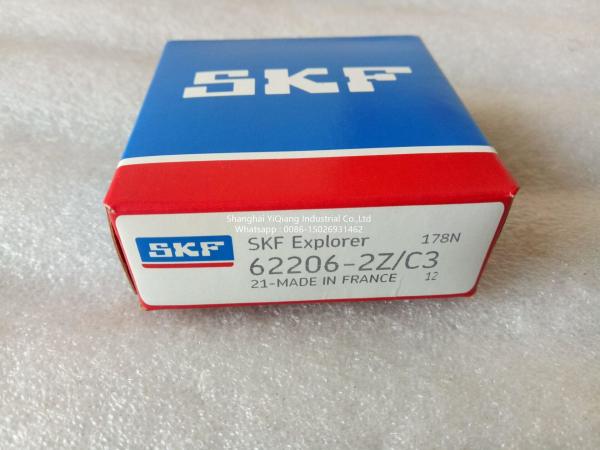 SKF
Shanghai YiQiang Industrial Co.,Ltd
Whatsapp : 0086-15026931462
SKF
SKF Explorer 178N
62206-2Z/C3
21-MADE IN FRANCE 12